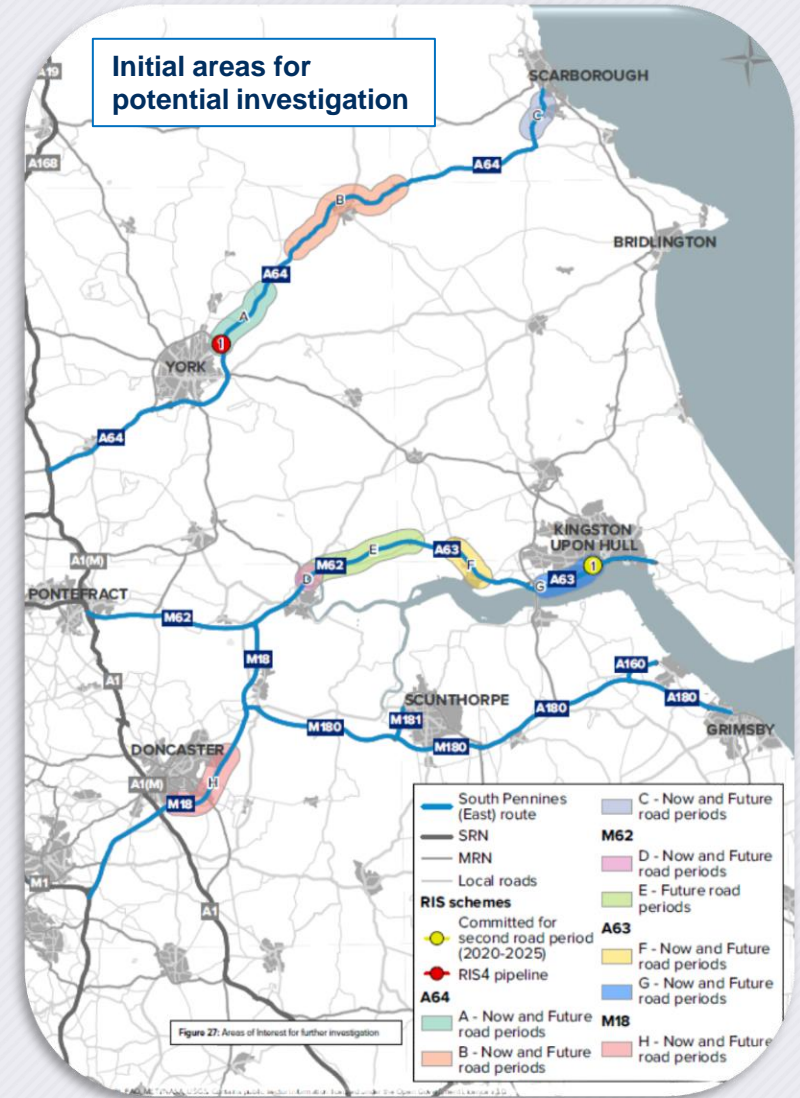 Initial areas for
potential investigation
SCARBOROUGH
A19
C
A168
A64
B
BRIDLINGTON
A64
A
1
YORK
A64
KINGSTON
UPON HULL
E
A63
M62
1
A1(M)
D
F
G
A63
PONTEFRACT
M62
M18
A160
A1
SCUNTHORPE
A180
A180
M181
M180
M180
GRIMSBY
DONCASTER
H
A1(M)
M18
M1
A1
South Pennines
(East) route
SRN
MRN
Local roads
RIS schemes
Committed for
second road period
(2020-2025)
RIS4 pipeline
A64
A - Now and Future
road periods
B - Now and Future
road periods
C - Now and Future
road periods
M62
D - Now and Future
road periods
E - Future road
periods
A63
F - Now and Future
road periods
G - Now and Future
road periods
M18
H - Now and Future
road periods
Figure 27: Areas of Interest for further investigation